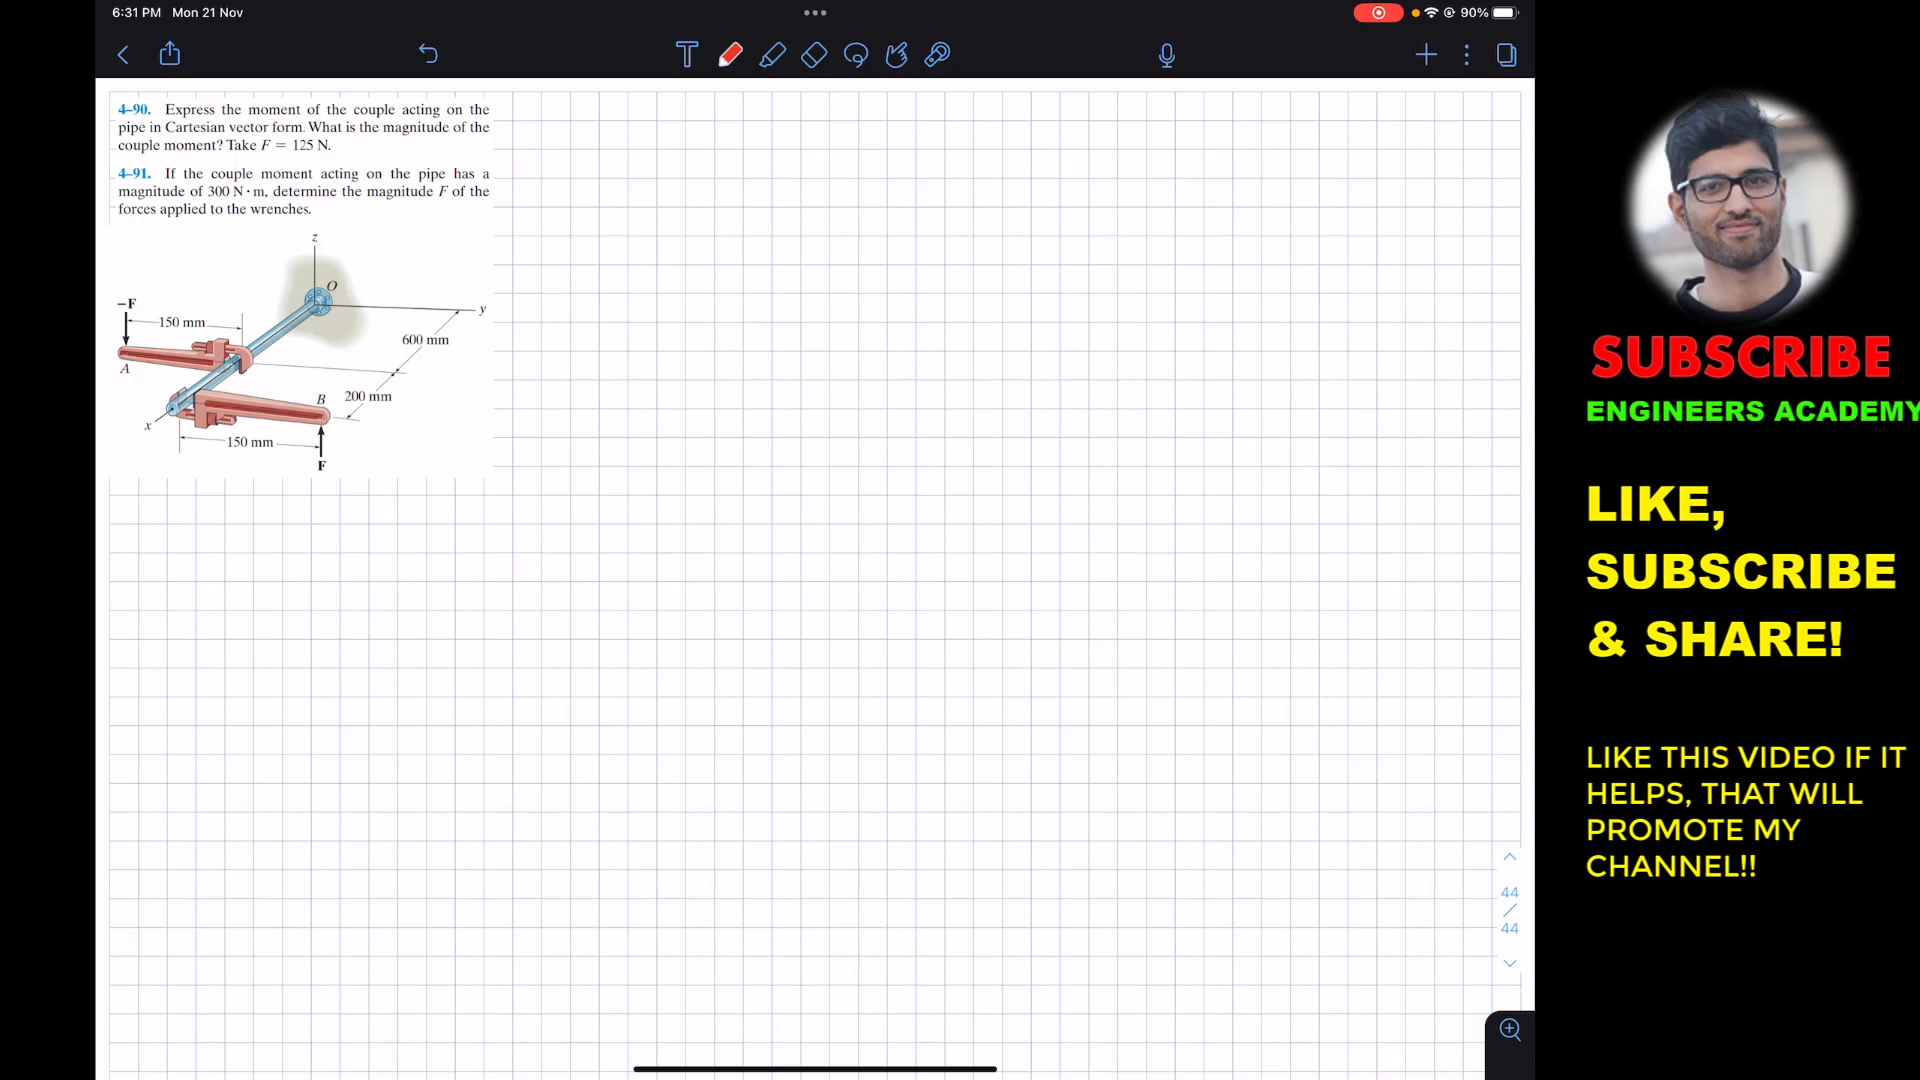 6:31 PM Mon 21 Nov
90%
4–90. Express the moment of the couple acting on the
pipe in Cartesian vector form. What is the magnitude of the
couple moment? Take F = 125 N.
4–91. If the couple moment acting on the pipe has a
magnitude of 300 N·m, determine the magnitude F of the
forces applied to the wrenches.
z
O
y
–F
150 mm
600 mm
A
B
200 mm
x
150 mm
F
44
44
SUBSCRIBE
ENGINEERS ACADEMY
LIKE,
SUBSCRIBE
& SHARE!
LIKE THIS VIDEO IF IT
HELPS, THAT WILL
PROMOTE MY
CHANNEL!!